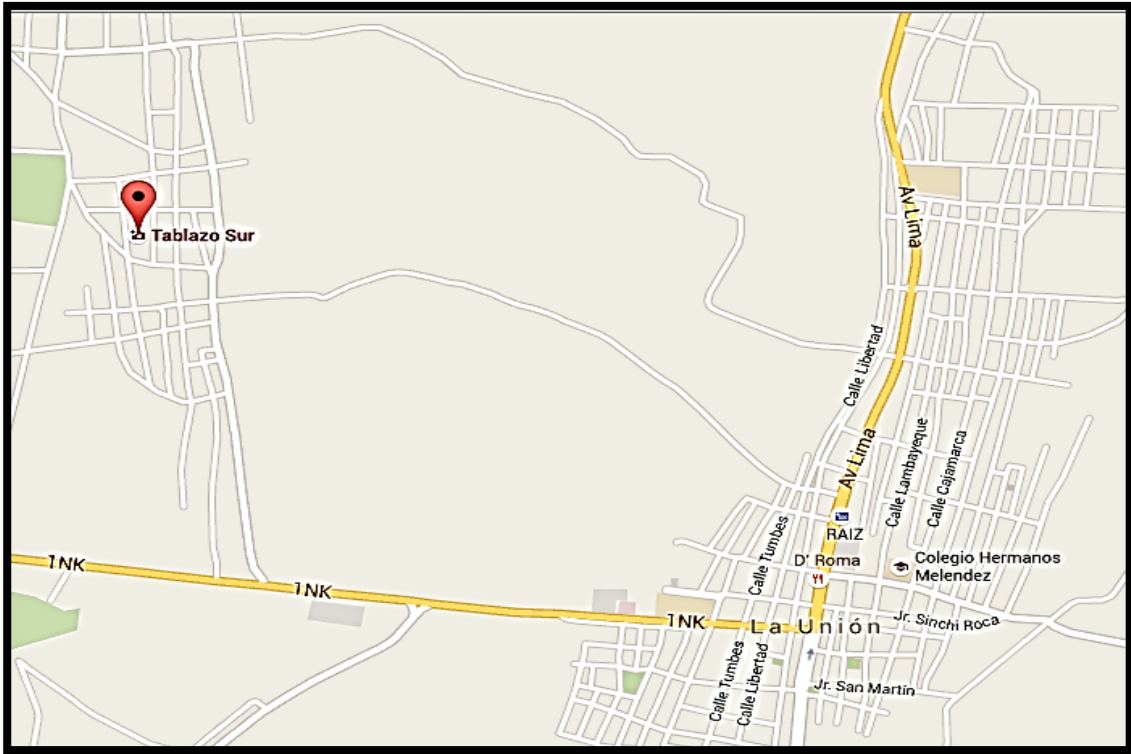 Av Lima
Tablazo Sur
Calle Libertad
Av Lima
Calle Lambayeque
Calle Cajamarca
RAIZ
Calle Tumbes
D' Roma
Colegio Hermanos
Melendez
1NK
1NK
1NK
La Unión
Jr. Sinchi Roca
Calle Tumbes
Calle Libertad
Jr. San Martín